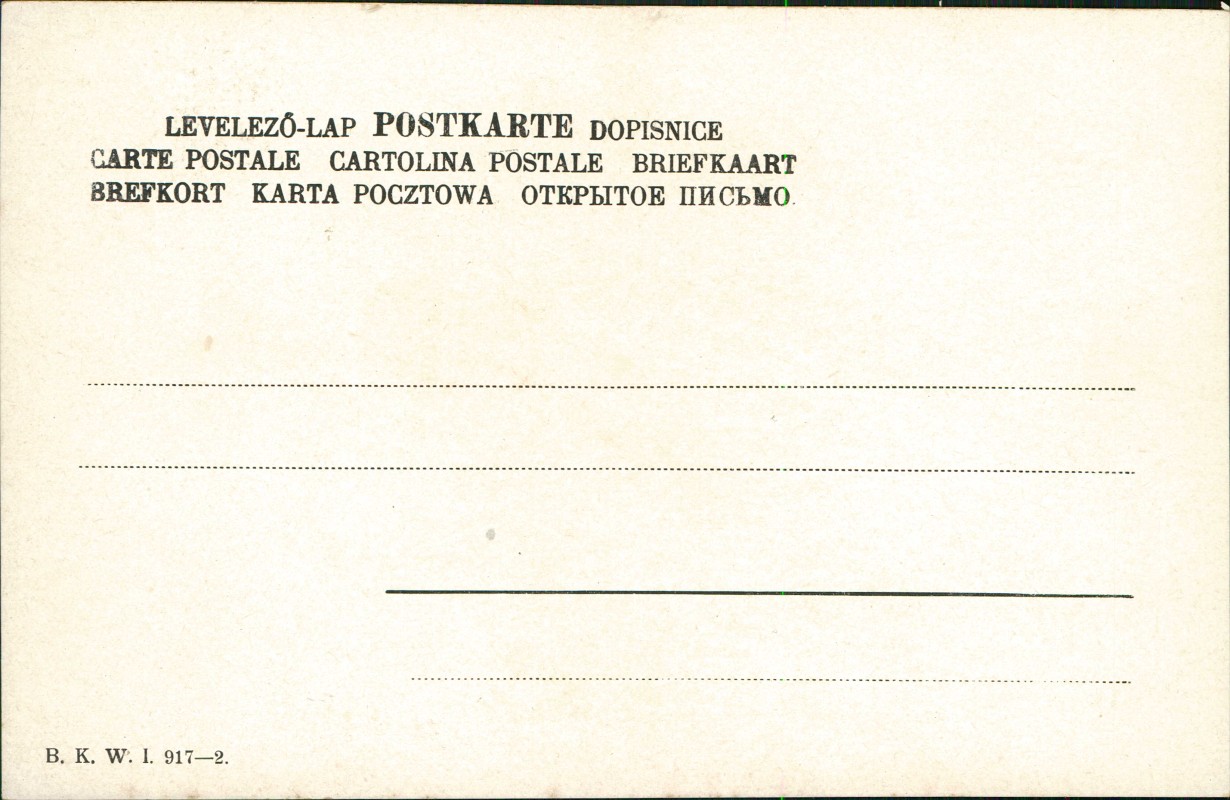 LEVELEZŐ-LAP POSTKARTE DOPISNICE
CARTE POSTALE CARTOLINA POSTALE BRIEFKAART
BREFKORT KARTA POCZTOWA ОТКРЫТОЕ ПИСЬМО.
B. K. W. I. 917—2.